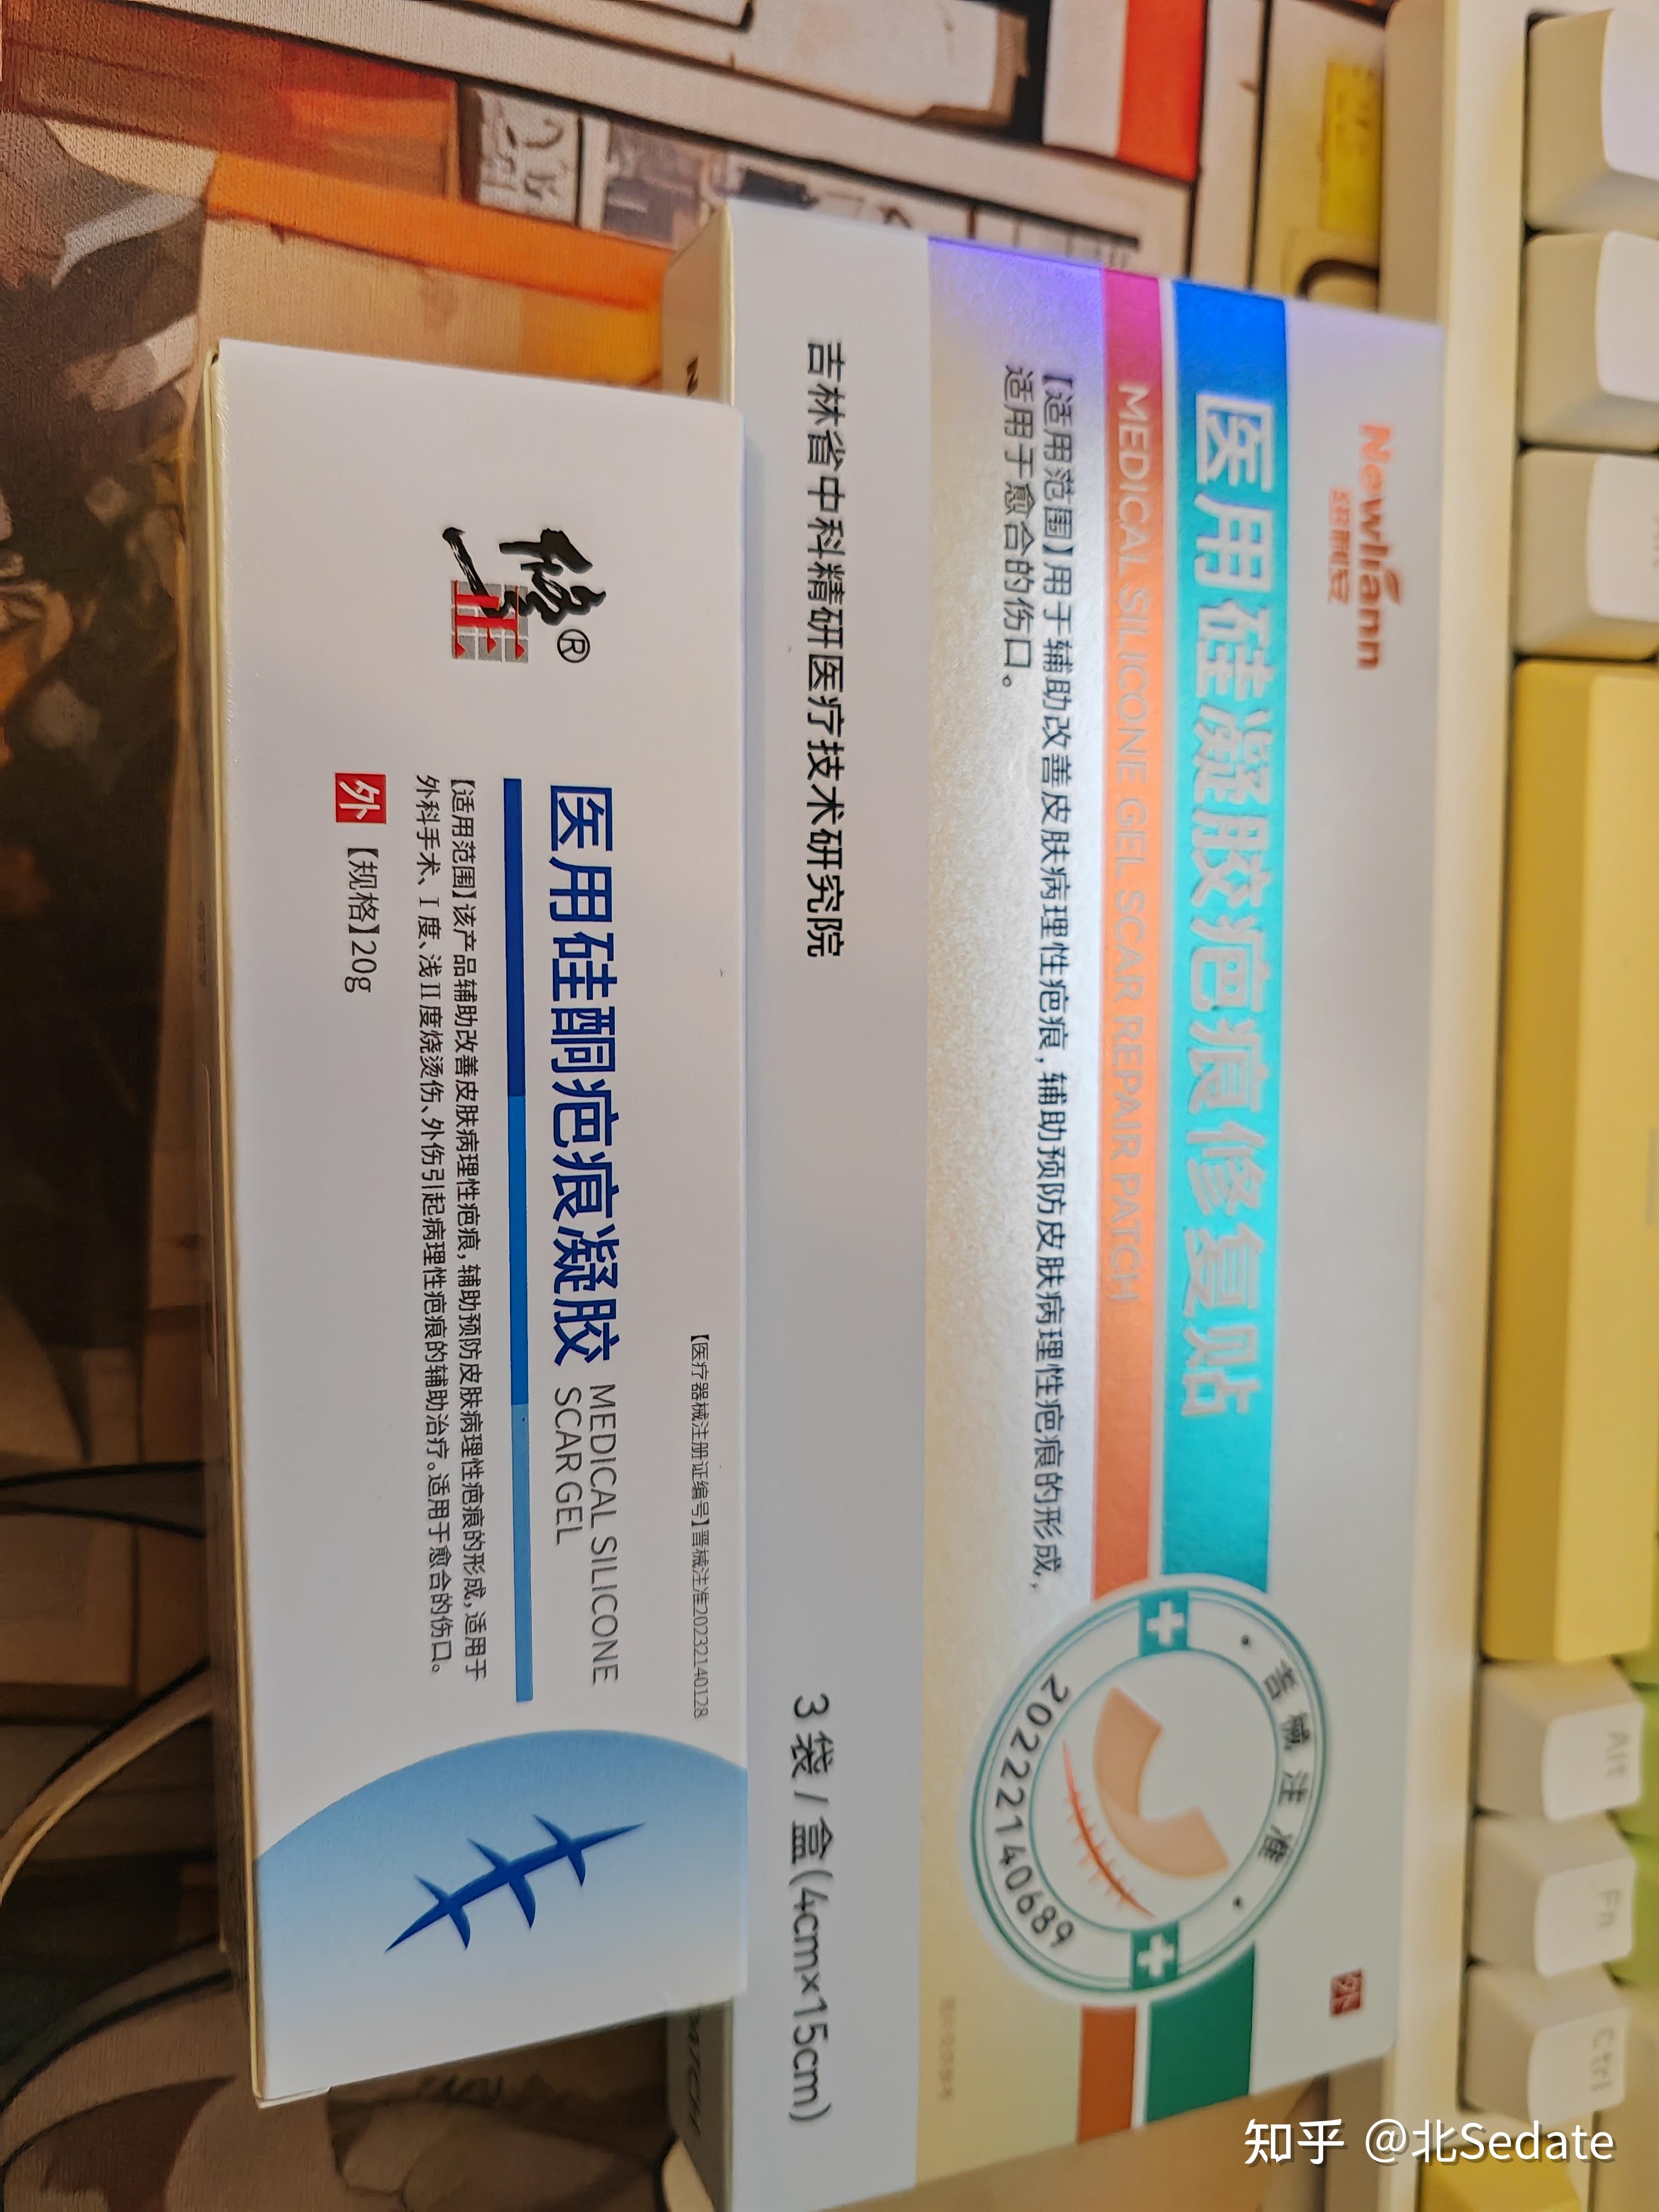 Newliann
纽利安
外
医用硅凝胶疤痕修复贴
MEDICAL SILICONE GEL SCAR REPAIR PATCH
【适用范围】用于辅助改善皮肤病理性疤痕，辅助预防皮肤病理性疤痕的形成，
适用于愈合的伤口。
吉械注准
20222140689
吉林省中科精研医疗技术研究院
3 袋 / 盒(4cm×15cm)
【医疗器械注册证编号】晋械注准20232140128
修正®
医用硅酮疤痕凝胶
MEDICAL SILICONE
SCAR GEL
【适用范围】该产品辅助改善皮肤病理性疤痕，辅助预防皮肤病理性疤痕的形成，适用于
外科手术、Ⅰ度、浅Ⅱ度烧烫伤、外伤引起病理性疤痕的辅助治疗。适用于愈合的伤口。
外 【规格】20g
Alt
Fn
Ctrl
知乎 @北Sedate